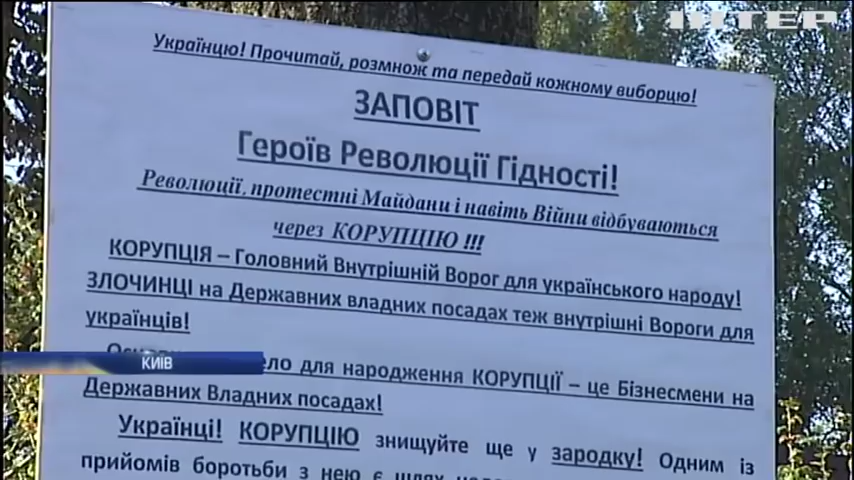 ІНТЕР
Українцю! Прочитай, розмнож та передай кожному виборцю!
ЗАПОВІТ
Героїв Революції Гідності!
Революції, протестні Майдани і навіть Війни відбуваються
через КОРУПЦІЮ !!!
КОРУПЦІЯ – Головний Внутрішній Ворог для українського народу!
ЗЛОЧИНЦІ на Державних владних посадах теж внутрішні Вороги для
українців!
для народження КОРУПЦІЇ – це Бізнесмени на
КИЇВ
Державних Владних посадах!
Українці! КОРУПЦІЮ знищуйте ще у зародку! Одним із
прийомів боротьби з нею є шлях